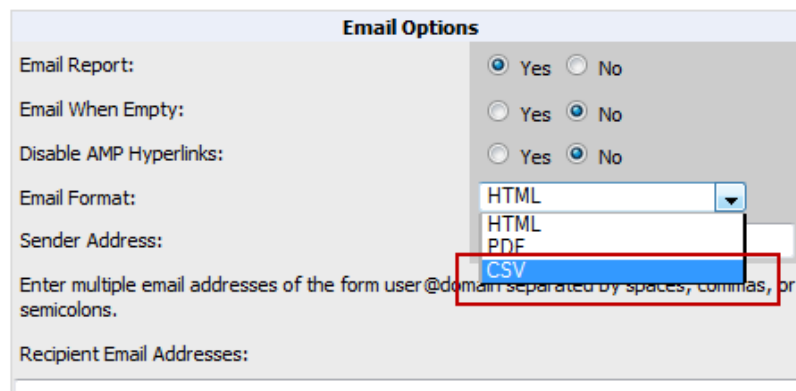 Email Options
Email Report: Yes No
Email When Empty: Yes No
Disable AMP Hyperlinks: Yes No
Email Format: HTML
HTML
PDF
Sender Address:
CSV
Enter multiple email addresses of the form user@domain separated by spaces, commas, or
semicolons.
Recipient Email Addresses: